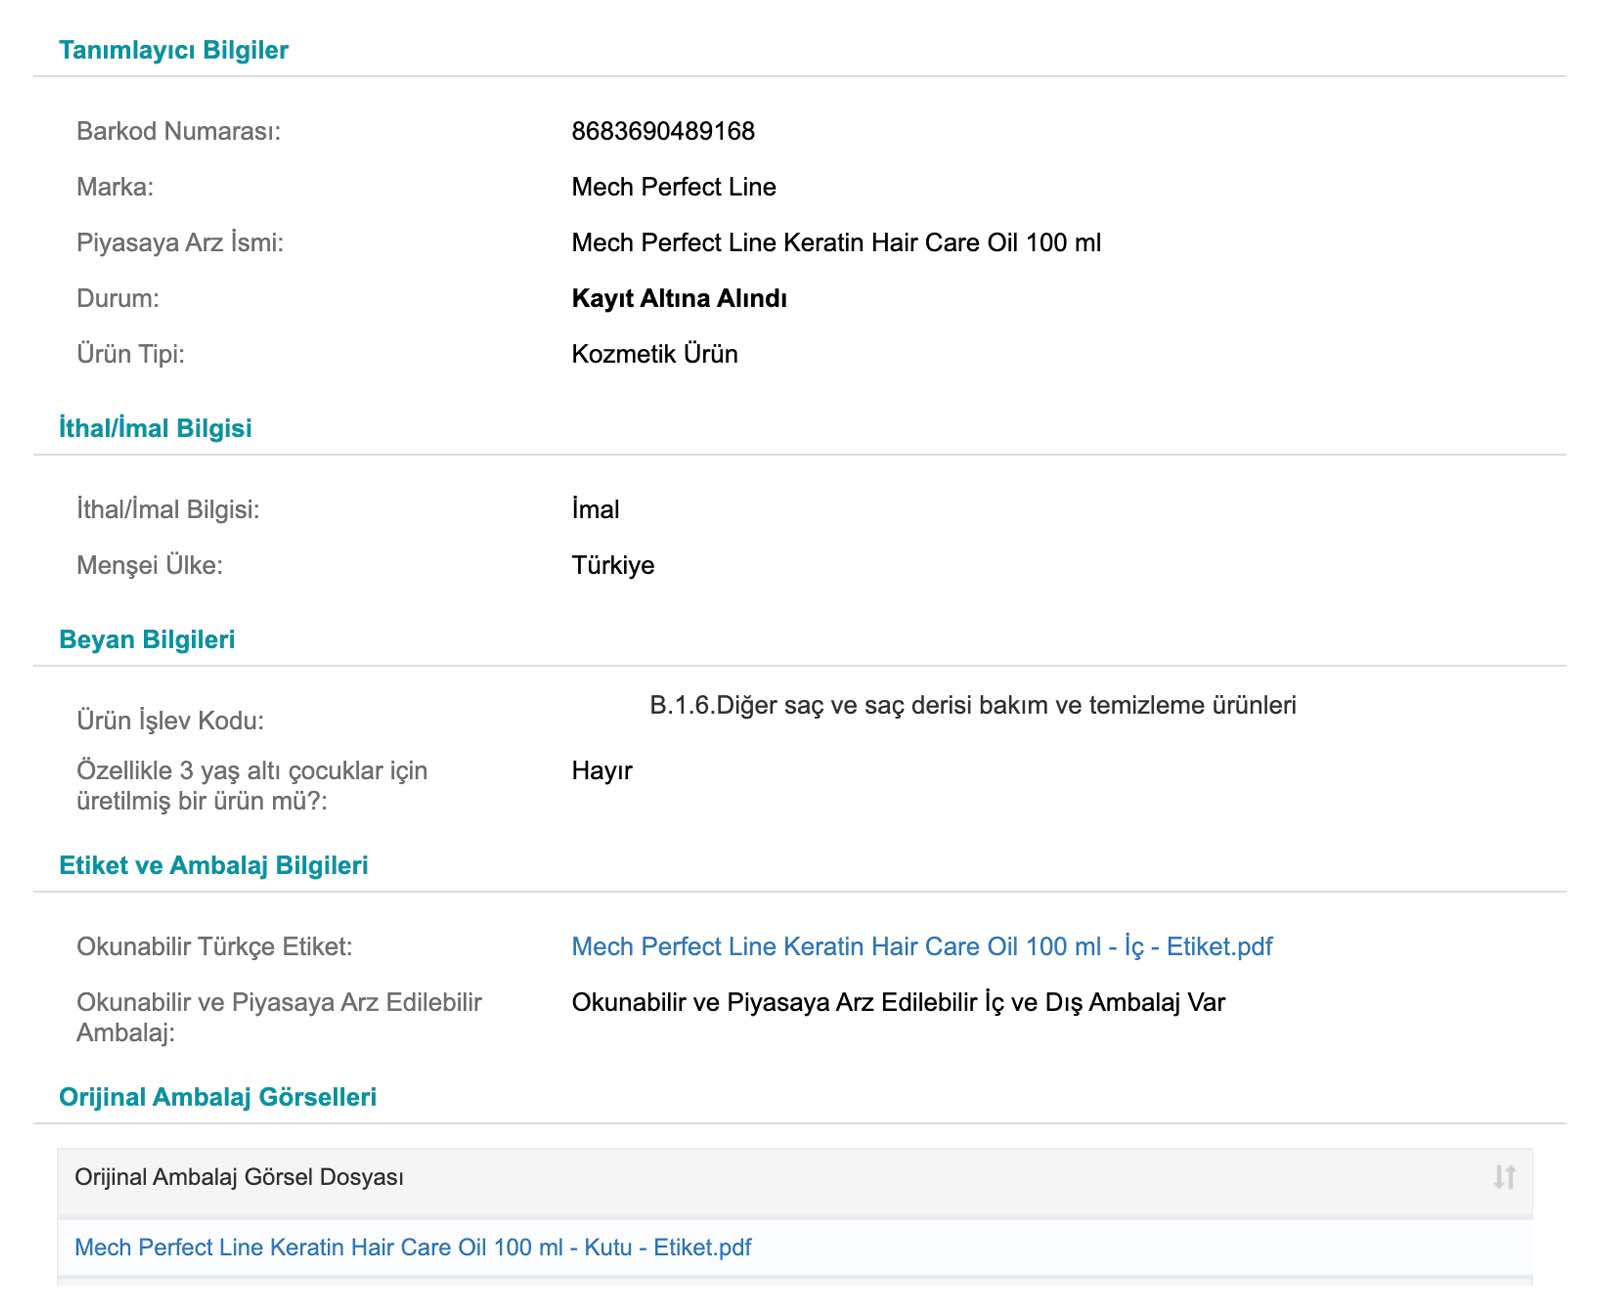 Tanımlayıcı Bilgiler
Barkod Numarası: 8683690489168
Marka: Mech Perfect Line
Piyasaya Arz İsmi: Mech Perfect Line Keratin Hair Care Oil 100 ml
Durum: Kayıt Altına Alındı
Ürün Tipi: Kozmetik Ürün
İthal/İmal Bilgisi
İthal/İmal Bilgisi: İmal
Menşei Ülke: Türkiye
Beyan Bilgileri
Ürün İşlev Kodu: B.1.6.Diğer saç ve saç derisi bakım ve temizleme ürünleri
Özellikle 3 yaş altı çocuklar için Hayır
üretilmiş bir ürün mü?:
Etiket ve Ambalaj Bilgileri
Okunabilir Türkçe Etiket: Mech Perfect Line Keratin Hair Care Oil 100 ml - İç - Etiket.pdf
Okunabilir ve Piyasaya Arz Edilebilir Okunabilir ve Piyasaya Arz Edilebilir İç ve Dış Ambalaj Var
Ambalaj:
Orijinal Ambalaj Görselleri
Orijinal Ambalaj Görsel Dosyası
Mech Perfect Line Keratin Hair Care Oil 100 ml - Kutu - Etiket.pdf